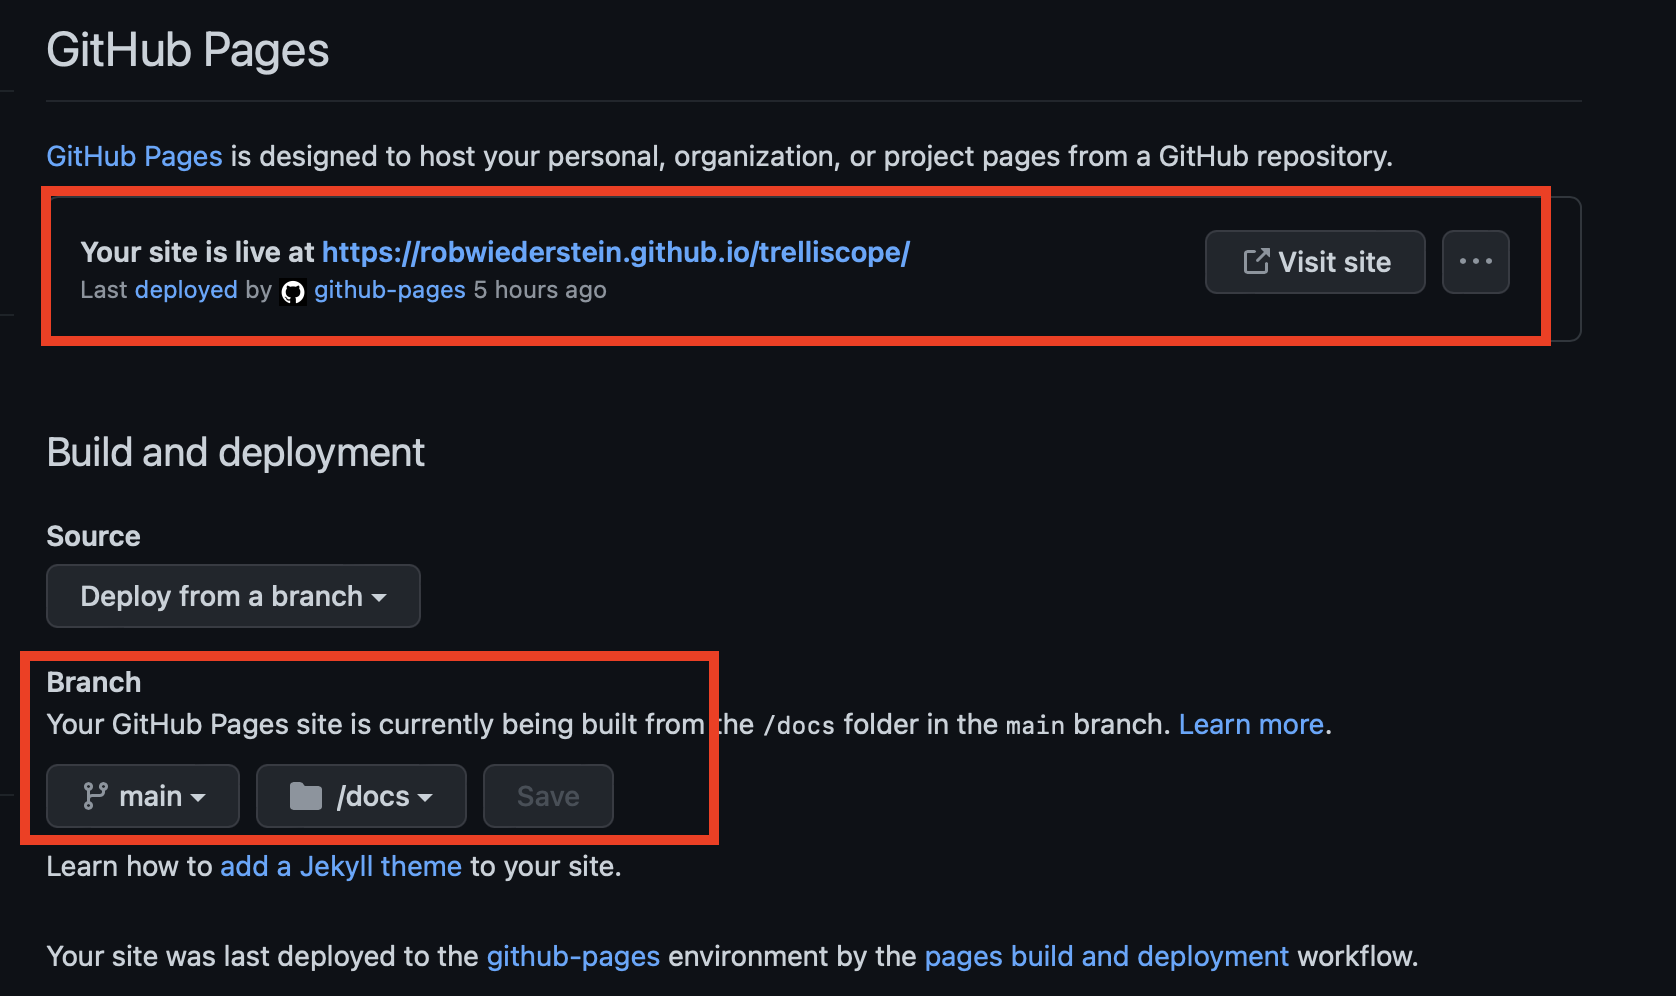 GitHub Pages
GitHub Pages is designed to host your personal, organization, or project pages from a GitHub repository.
Your site is live at https://robwiederstein.github.io/trelliscope/
Last deployed by github-pages 5 hours ago
Visit site
Build and deployment
Source
Deploy from a branch
Branch
Your GitHub Pages site is currently being built from the /docs folder in the main branch. Learn more.
main /docs Save
Learn how to add a Jekyll theme to your site.
Your site was last deployed to the github-pages environment by the pages build and deployment workflow.